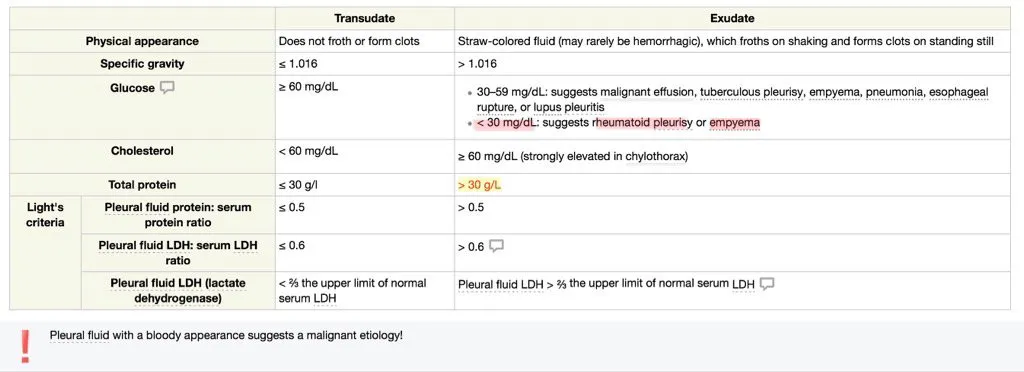 Transudate Exudate
Physical appearance Does not froth or form clots Straw-colored fluid (may rarely be hemorrhagic), which froths on shaking and forms clots on standing still
Specific gravity ≤ 1.016 > 1.016
Glucose ≥ 60 mg/dL
• 30–59 mg/dL: suggests malignant effusion, tuberculous pleurisy, empyema, pneumonia, esophageal
rupture, or lupus pleuritis
• < 30 mg/dL: suggests rheumatoid pleurisy or empyema
Cholesterol < 60 mg/dL ≥ 60 mg/dL (strongly elevated in chylothorax)
Total protein ≤ 30 g/l > 30 g/L
Light's
criteria
Pleural fluid protein: serum
protein ratio
≤ 0.5 > 0.5
Pleural fluid LDH: serum LDH
ratio
≤ 0.6 > 0.6
Pleural fluid LDH (lactate
dehydrogenase)
< ⅔ the upper limit of normal
serum LDH
Pleural fluid LDH > ⅔ the upper limit of normal serum LDH
Pleural fluid with a bloody appearance suggests a malignant etiology!